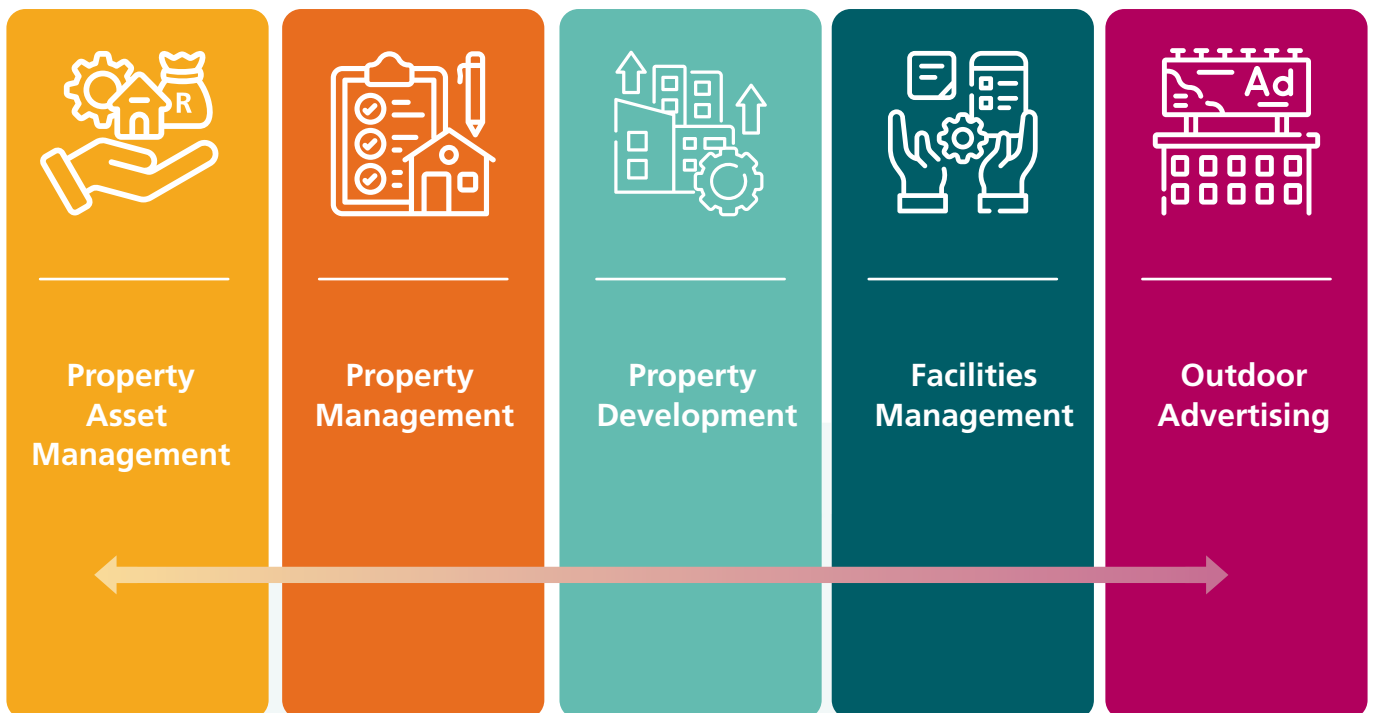 R
Ad
Property
Asset
Management
Property
Management
Property
Development
Facilities
Management
Outdoor
Advertising